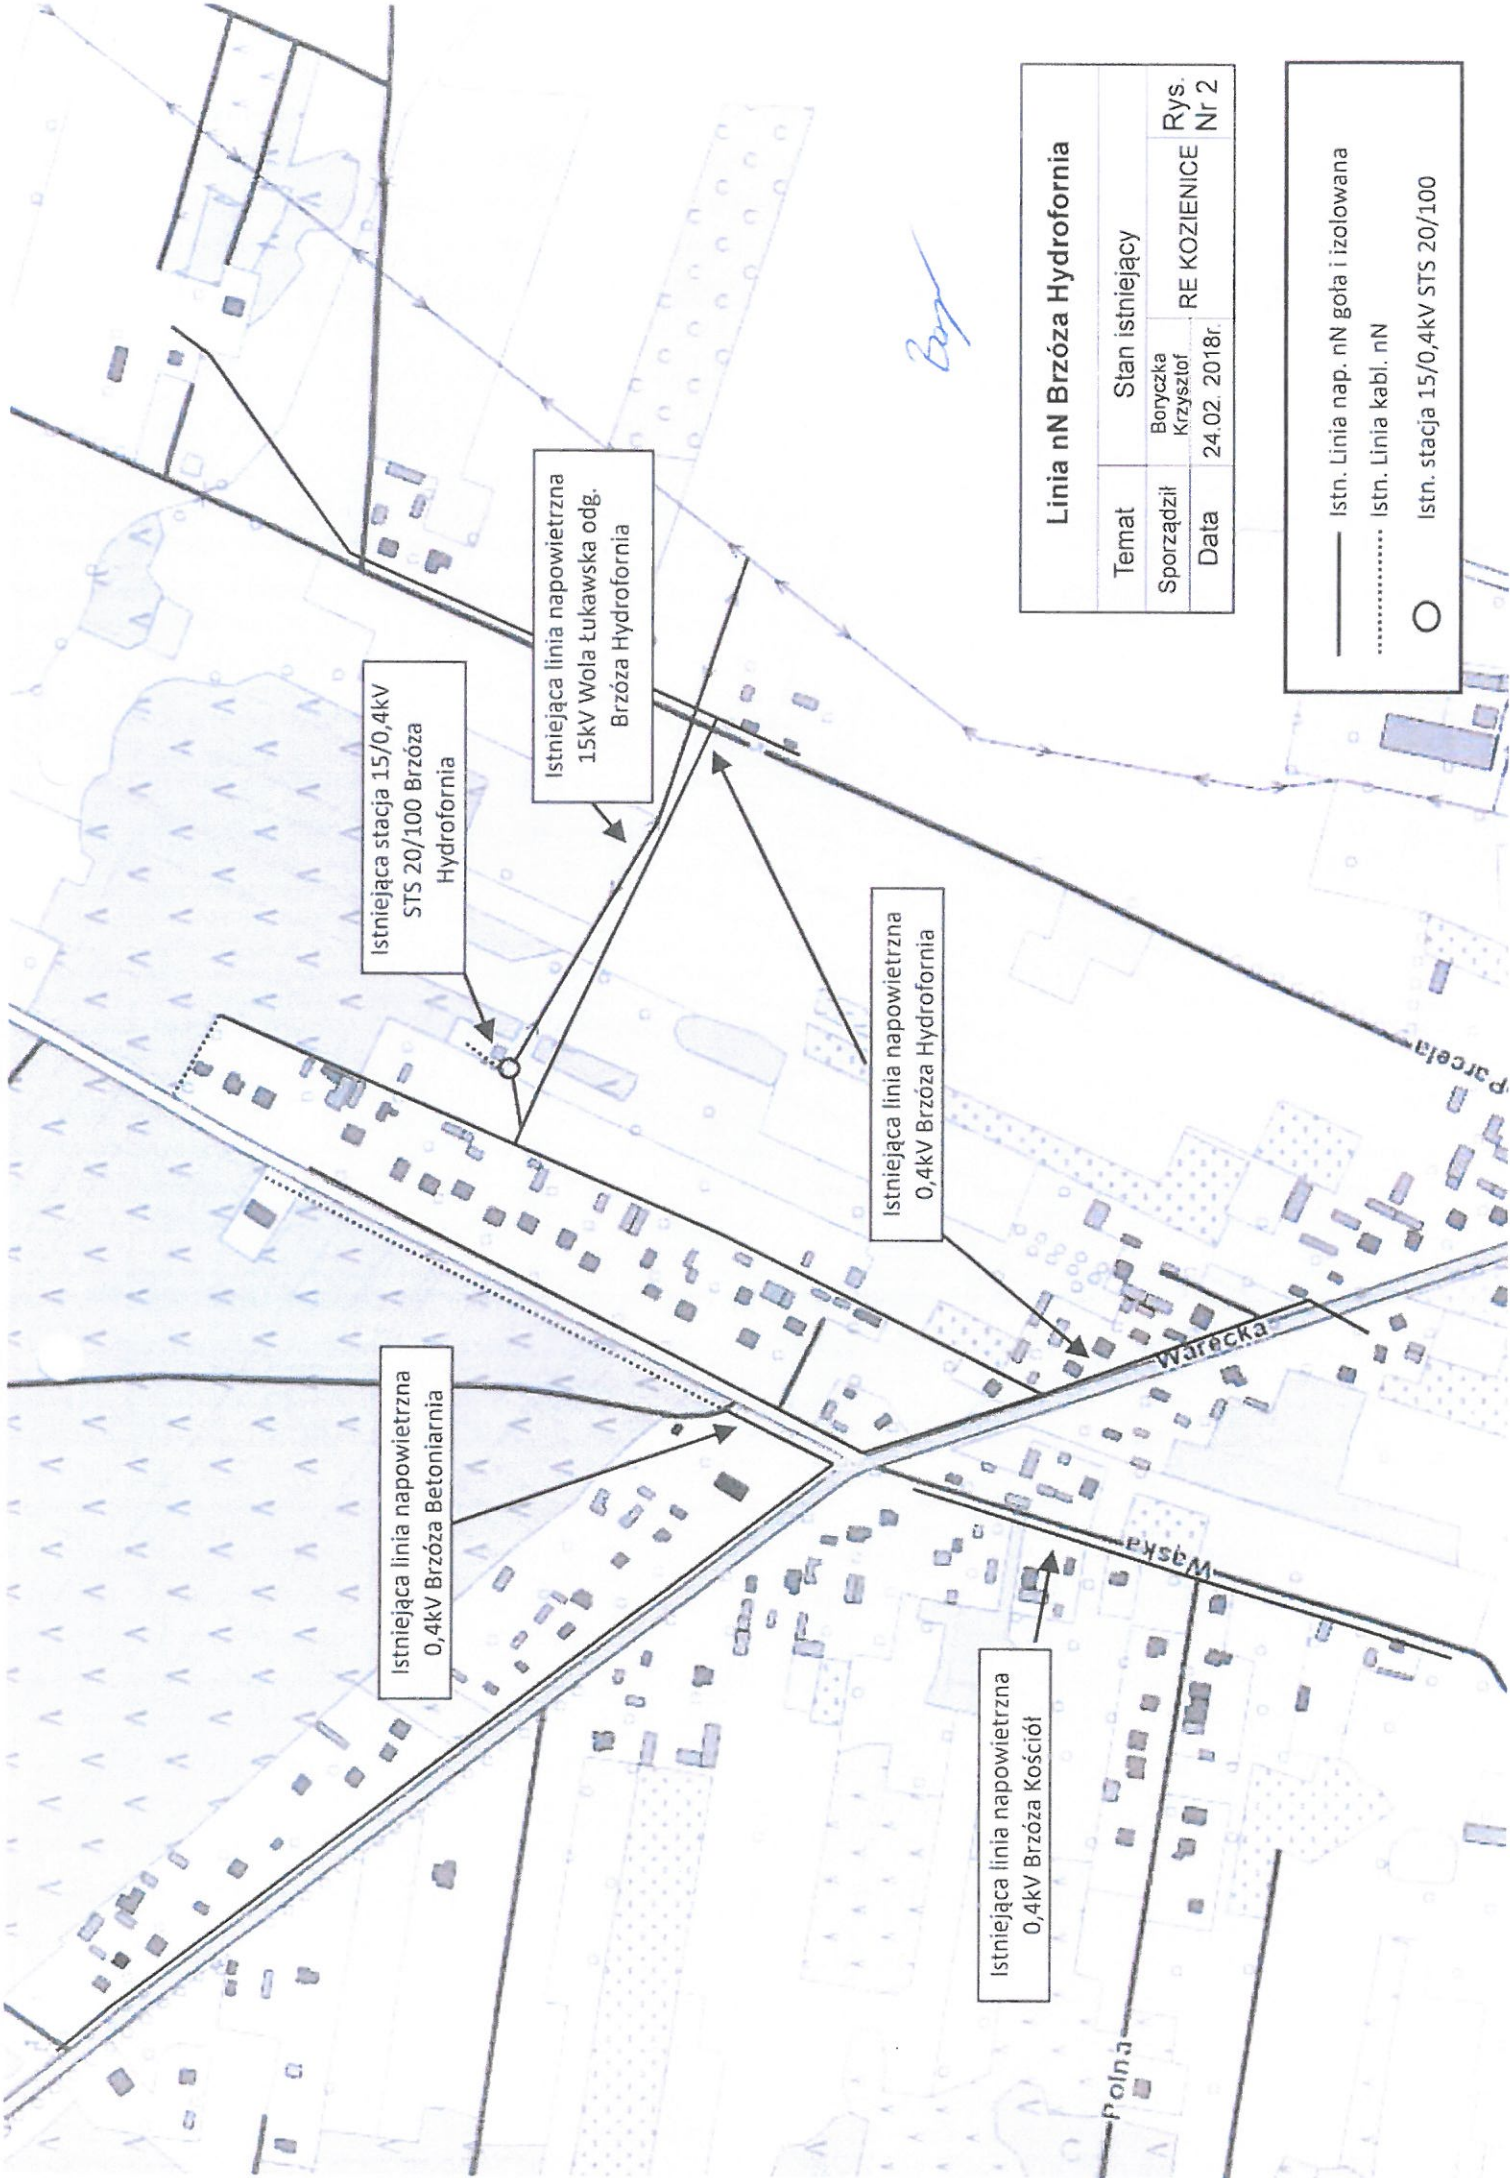 Istniejąca linia napowietrzna
0,4kV Brzóza Betoniarnia
Istniejąca stacja 15/0,4kV
STS 20/100 Brzóza
Hydrofornia
Istniejąca linia napowietrzna
15kV Wola Łukawska odg.
Brzóza Hydrofornia
Istniejąca linia napowietrzna
0,4kV Brzóza Hydrofornia
Istniejąca linia napowietrzna
0,4kV Brzóza Kościół
Polna
Wąska
Warecka
Parcela
Linia nN Brzóza Hydrofornia
Temat Stan istniejący
Sporządził Boryczka
Krzysztof RE KOZIENICE Rys.
Nr 2
Data 24.02. 2018r.
Istn. Linia nap. nN goła i izolowana
Istn. Linia kabl. nN
Istn. stacja 15/0,4kV STS 20/100